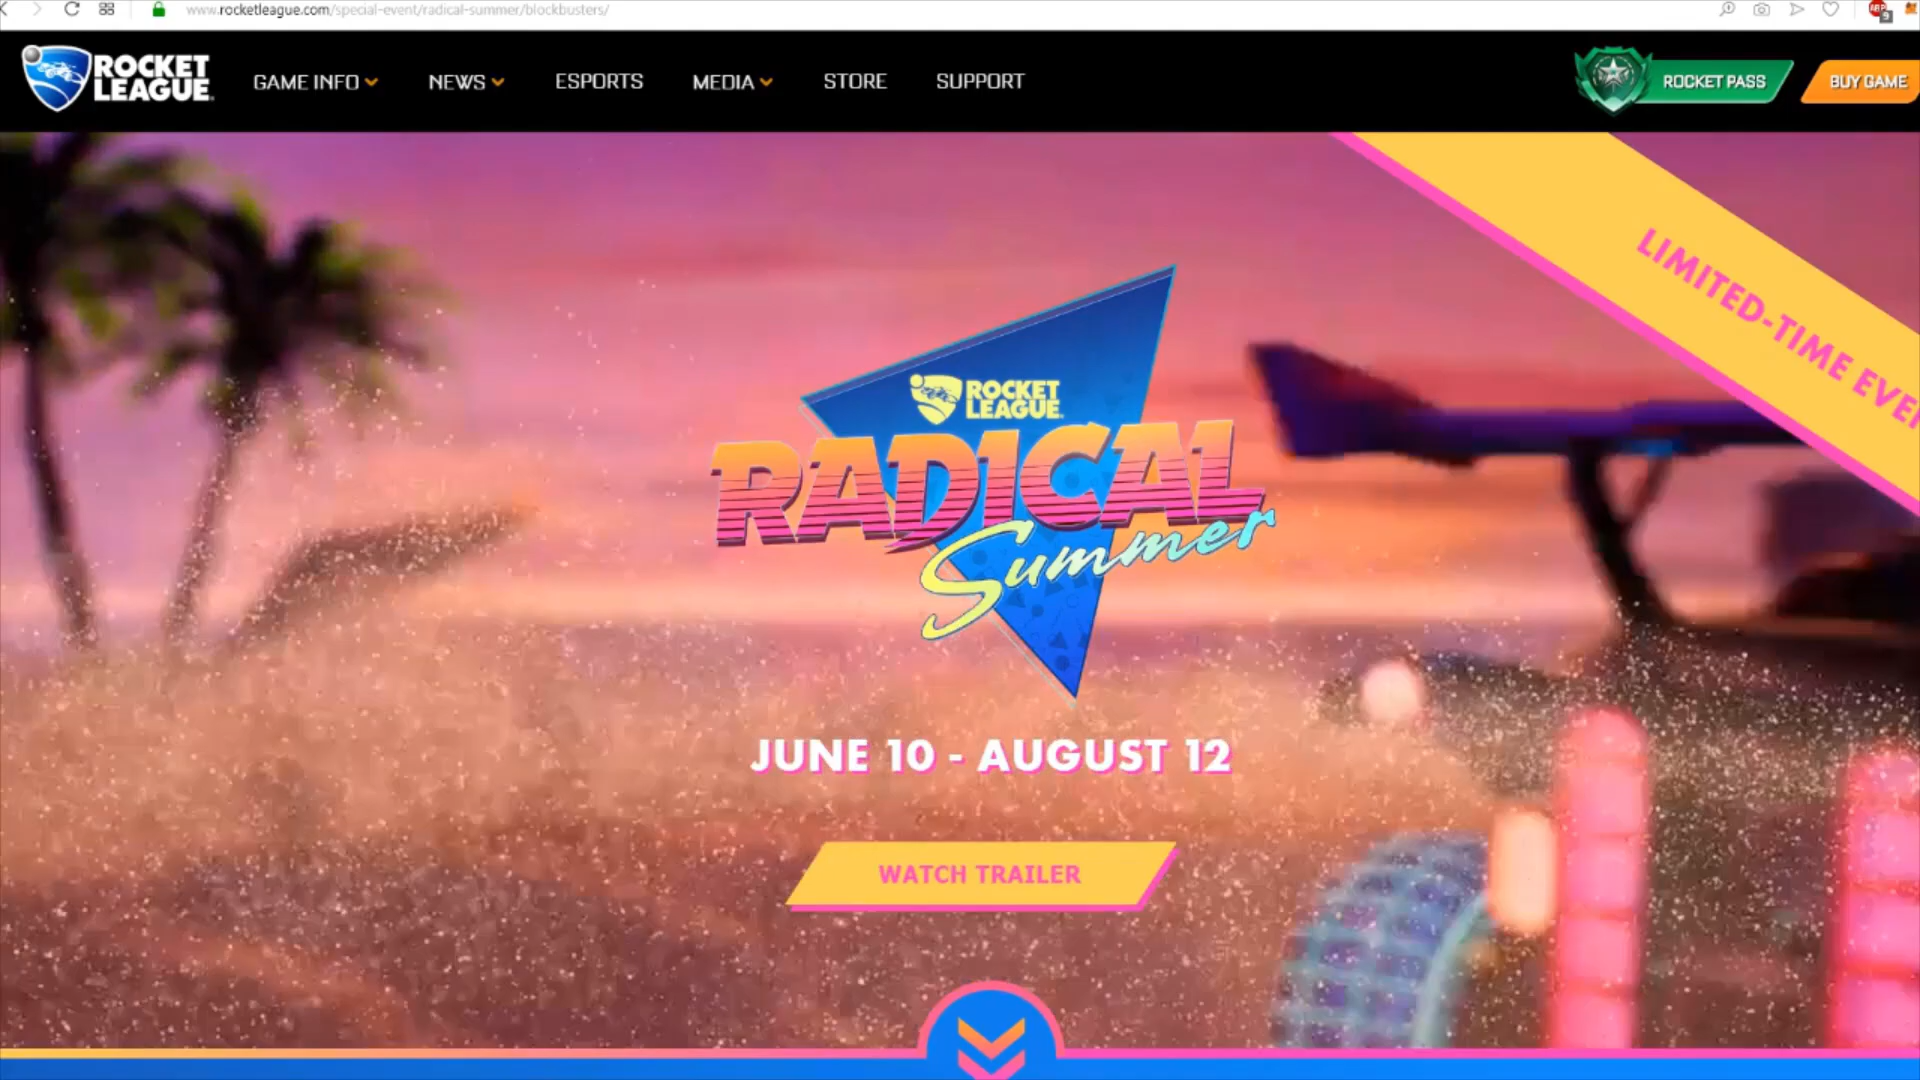 www.rocketleague.com/special-event/radical-summer/blockbusters/
ROCKET LEAGUE
GAME INFO NEWS ESPORTS MEDIA STORE SUPPORT
ROCKET PASS
BUY GAME
LIMITED-TIME EVE
ROCKET LEAGUE
RADICAL
Summer
JUNE 10 - AUGUST 12
WATCH TRAILER